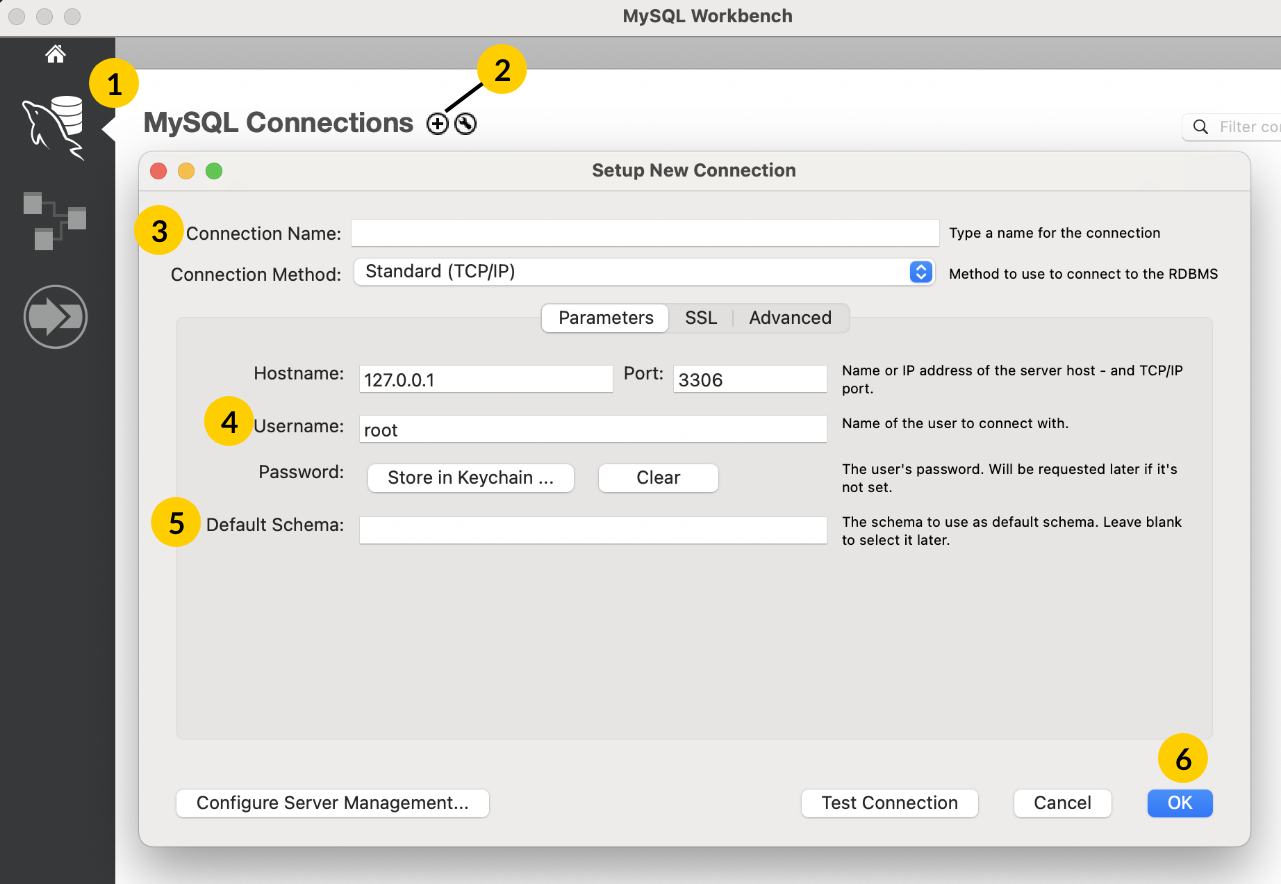 MySQL Workbench
1
2
MySQL Connections
Filter co
Setup New Connection
3 Connection Name: Type a name for the connection
Connection Method: Standard (TCP/IP) Method to use to connect to the RDBMS
Parameters SSL Advanced
Hostname: 127.0.0.1 Port: 3306 Name or IP address of the server host - and TCP/IP
port.
4 Username: root Name of the user to connect with.
Password: Store in Keychain ... Clear The user's password. Will be requested later if it's
not set.
5 Default Schema: The schema to use as default schema. Leave blank
to select it later.
6
Configure Server Management... Test Connection Cancel OK